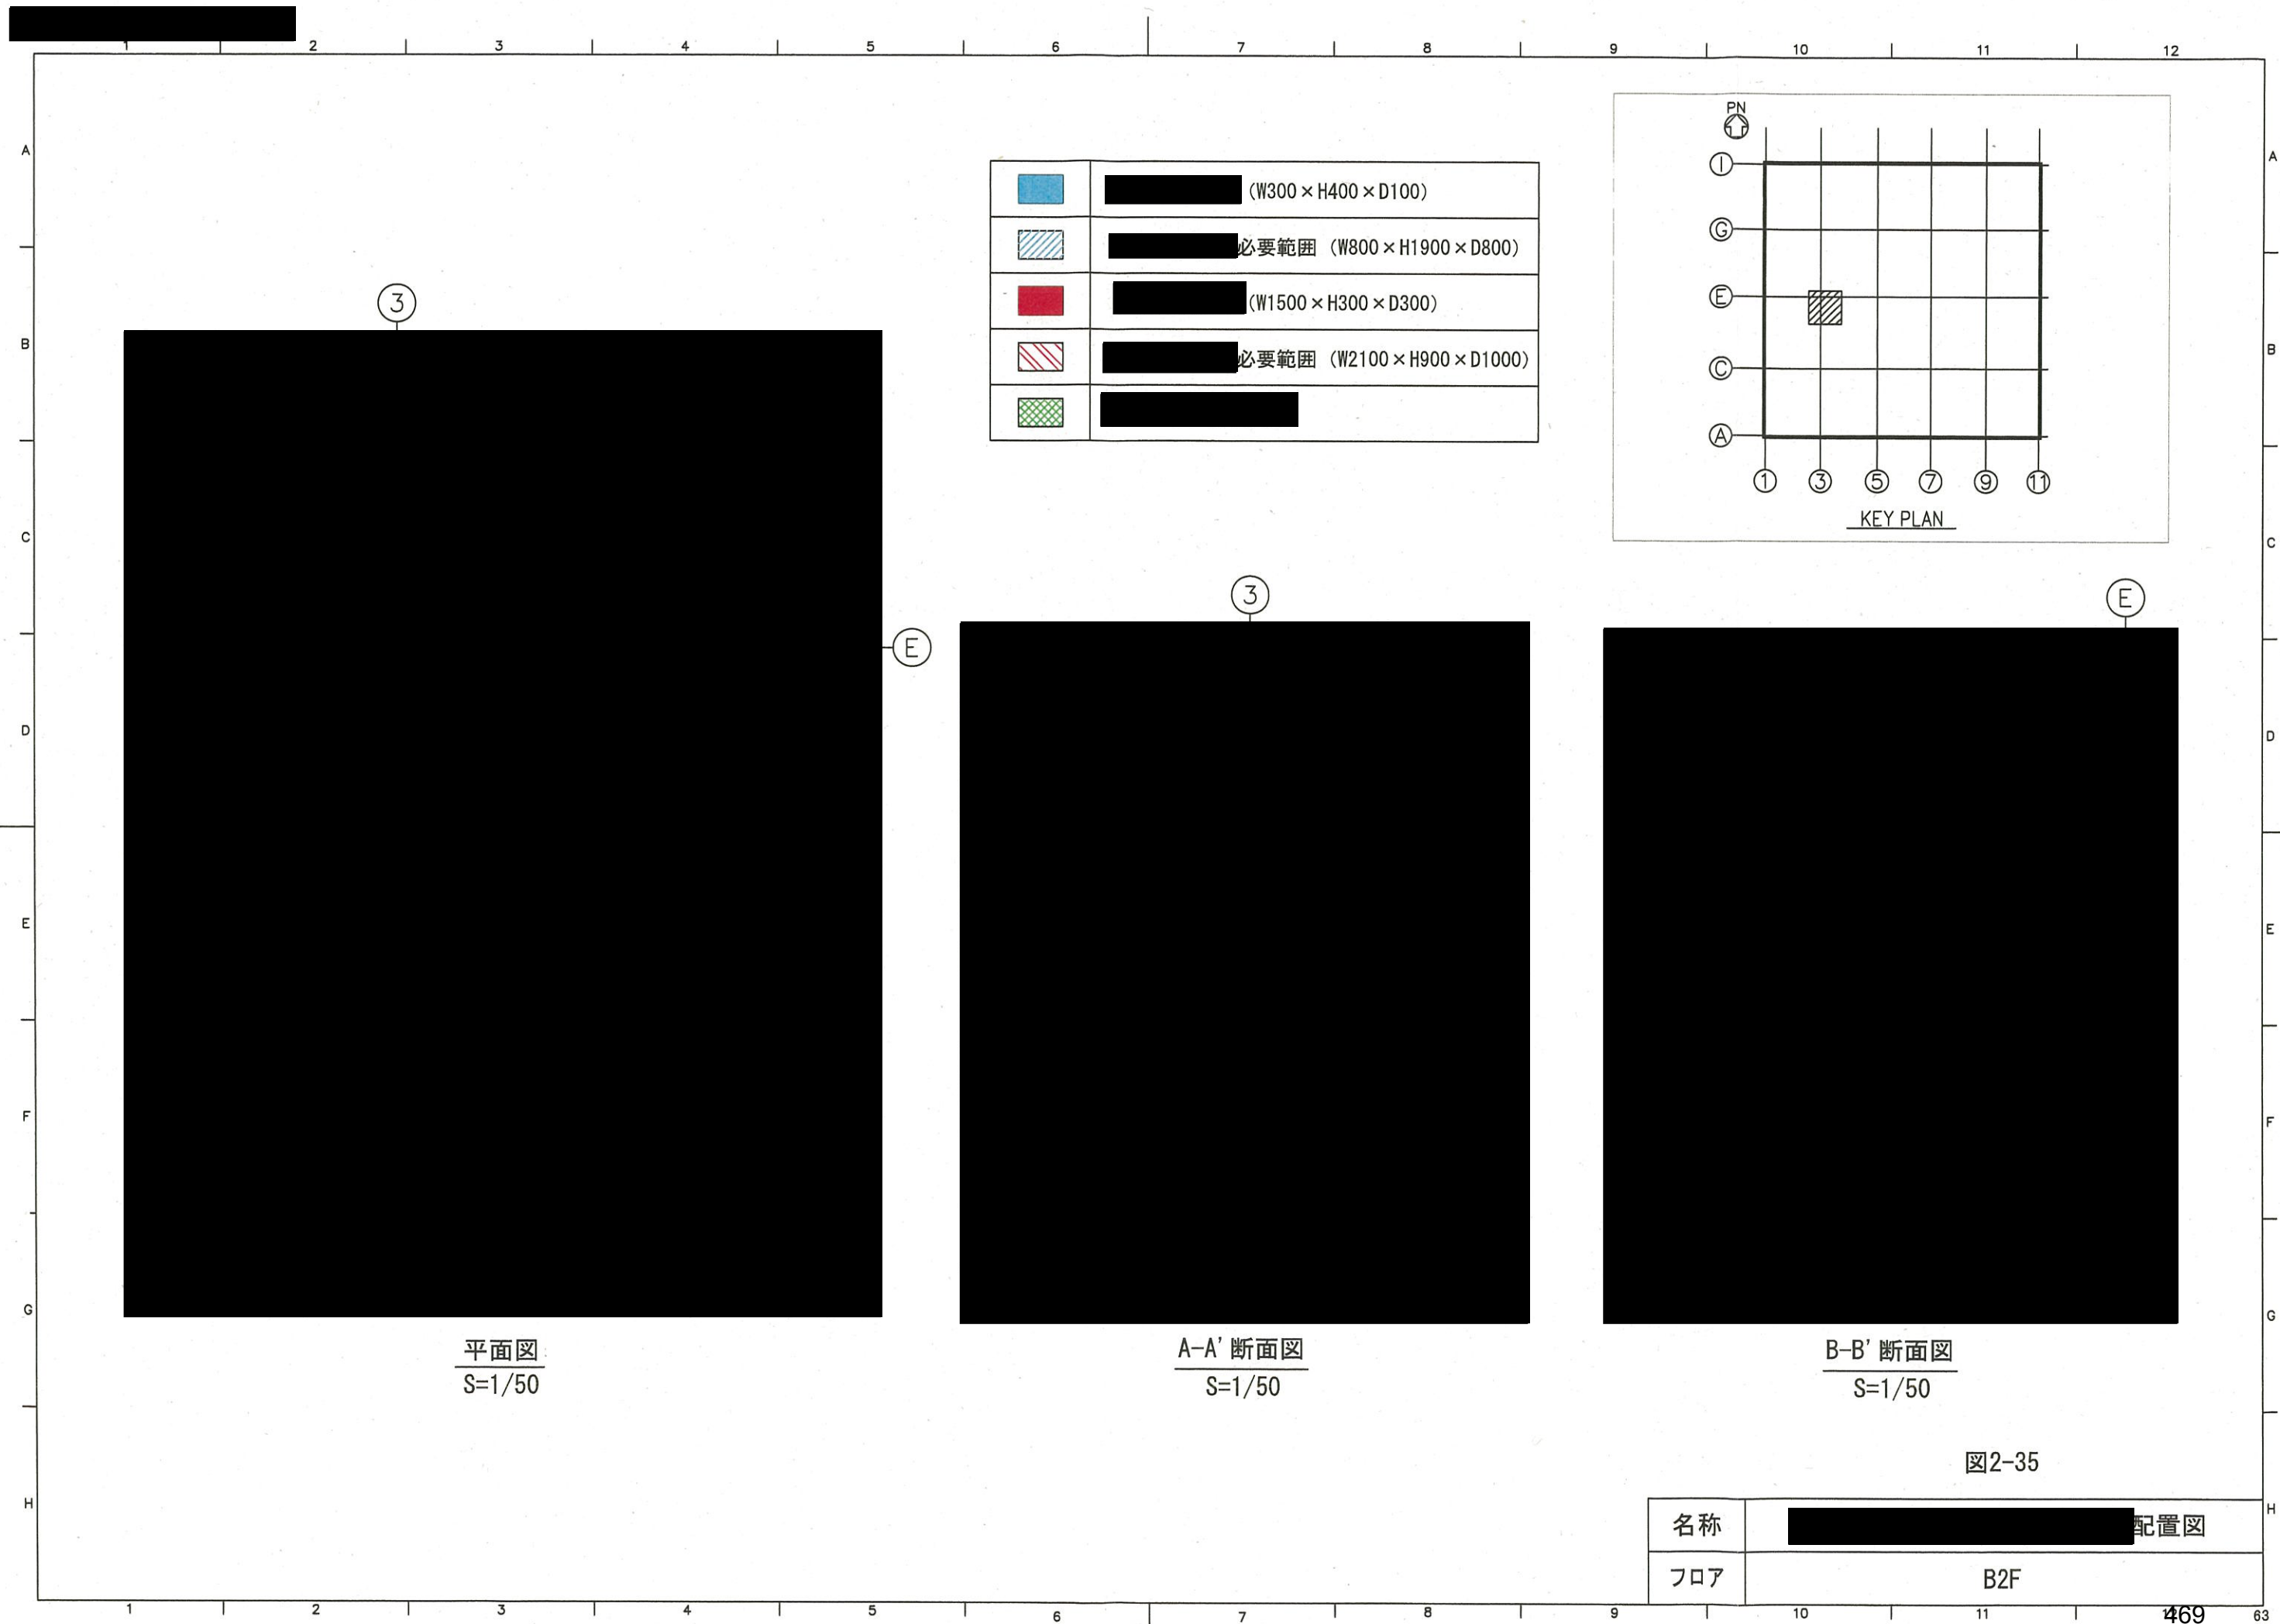 1 2 3 4 5 6 7 8 9 10 11 12
A
B
C
D
E
F
G
H
A
B
C
D
E
F
G
H
(W300×H400×D100)
必要範囲 (W800×H1900×D800)
(W1500×H300×D300)
必要範囲 (W2100×H900×D1000)
PN
I
G
E
C
A
1 3 5 7 9 11
KEY PLAN
3
E
平面図
S=1/50
3
A-A' 断面図
S=1/50
E
B-B' 断面図
S=1/50
図2-35
名称 配置図
フロア B2F
1 2 3 4 5 6 7 8 9 10 11
469
63